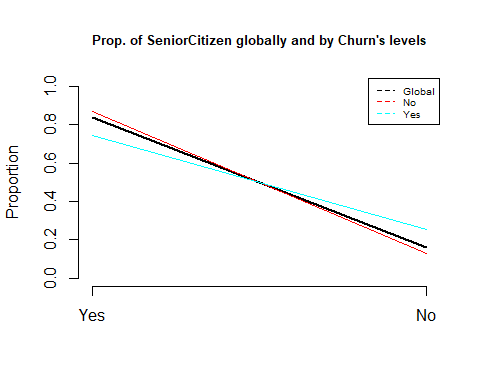 Prop. of SeniorCitizen globally and by Churn's levels
Global
No
Yes
1.0
0.8
0.6
0.4
0.2
0.0
Proportion
Yes
No